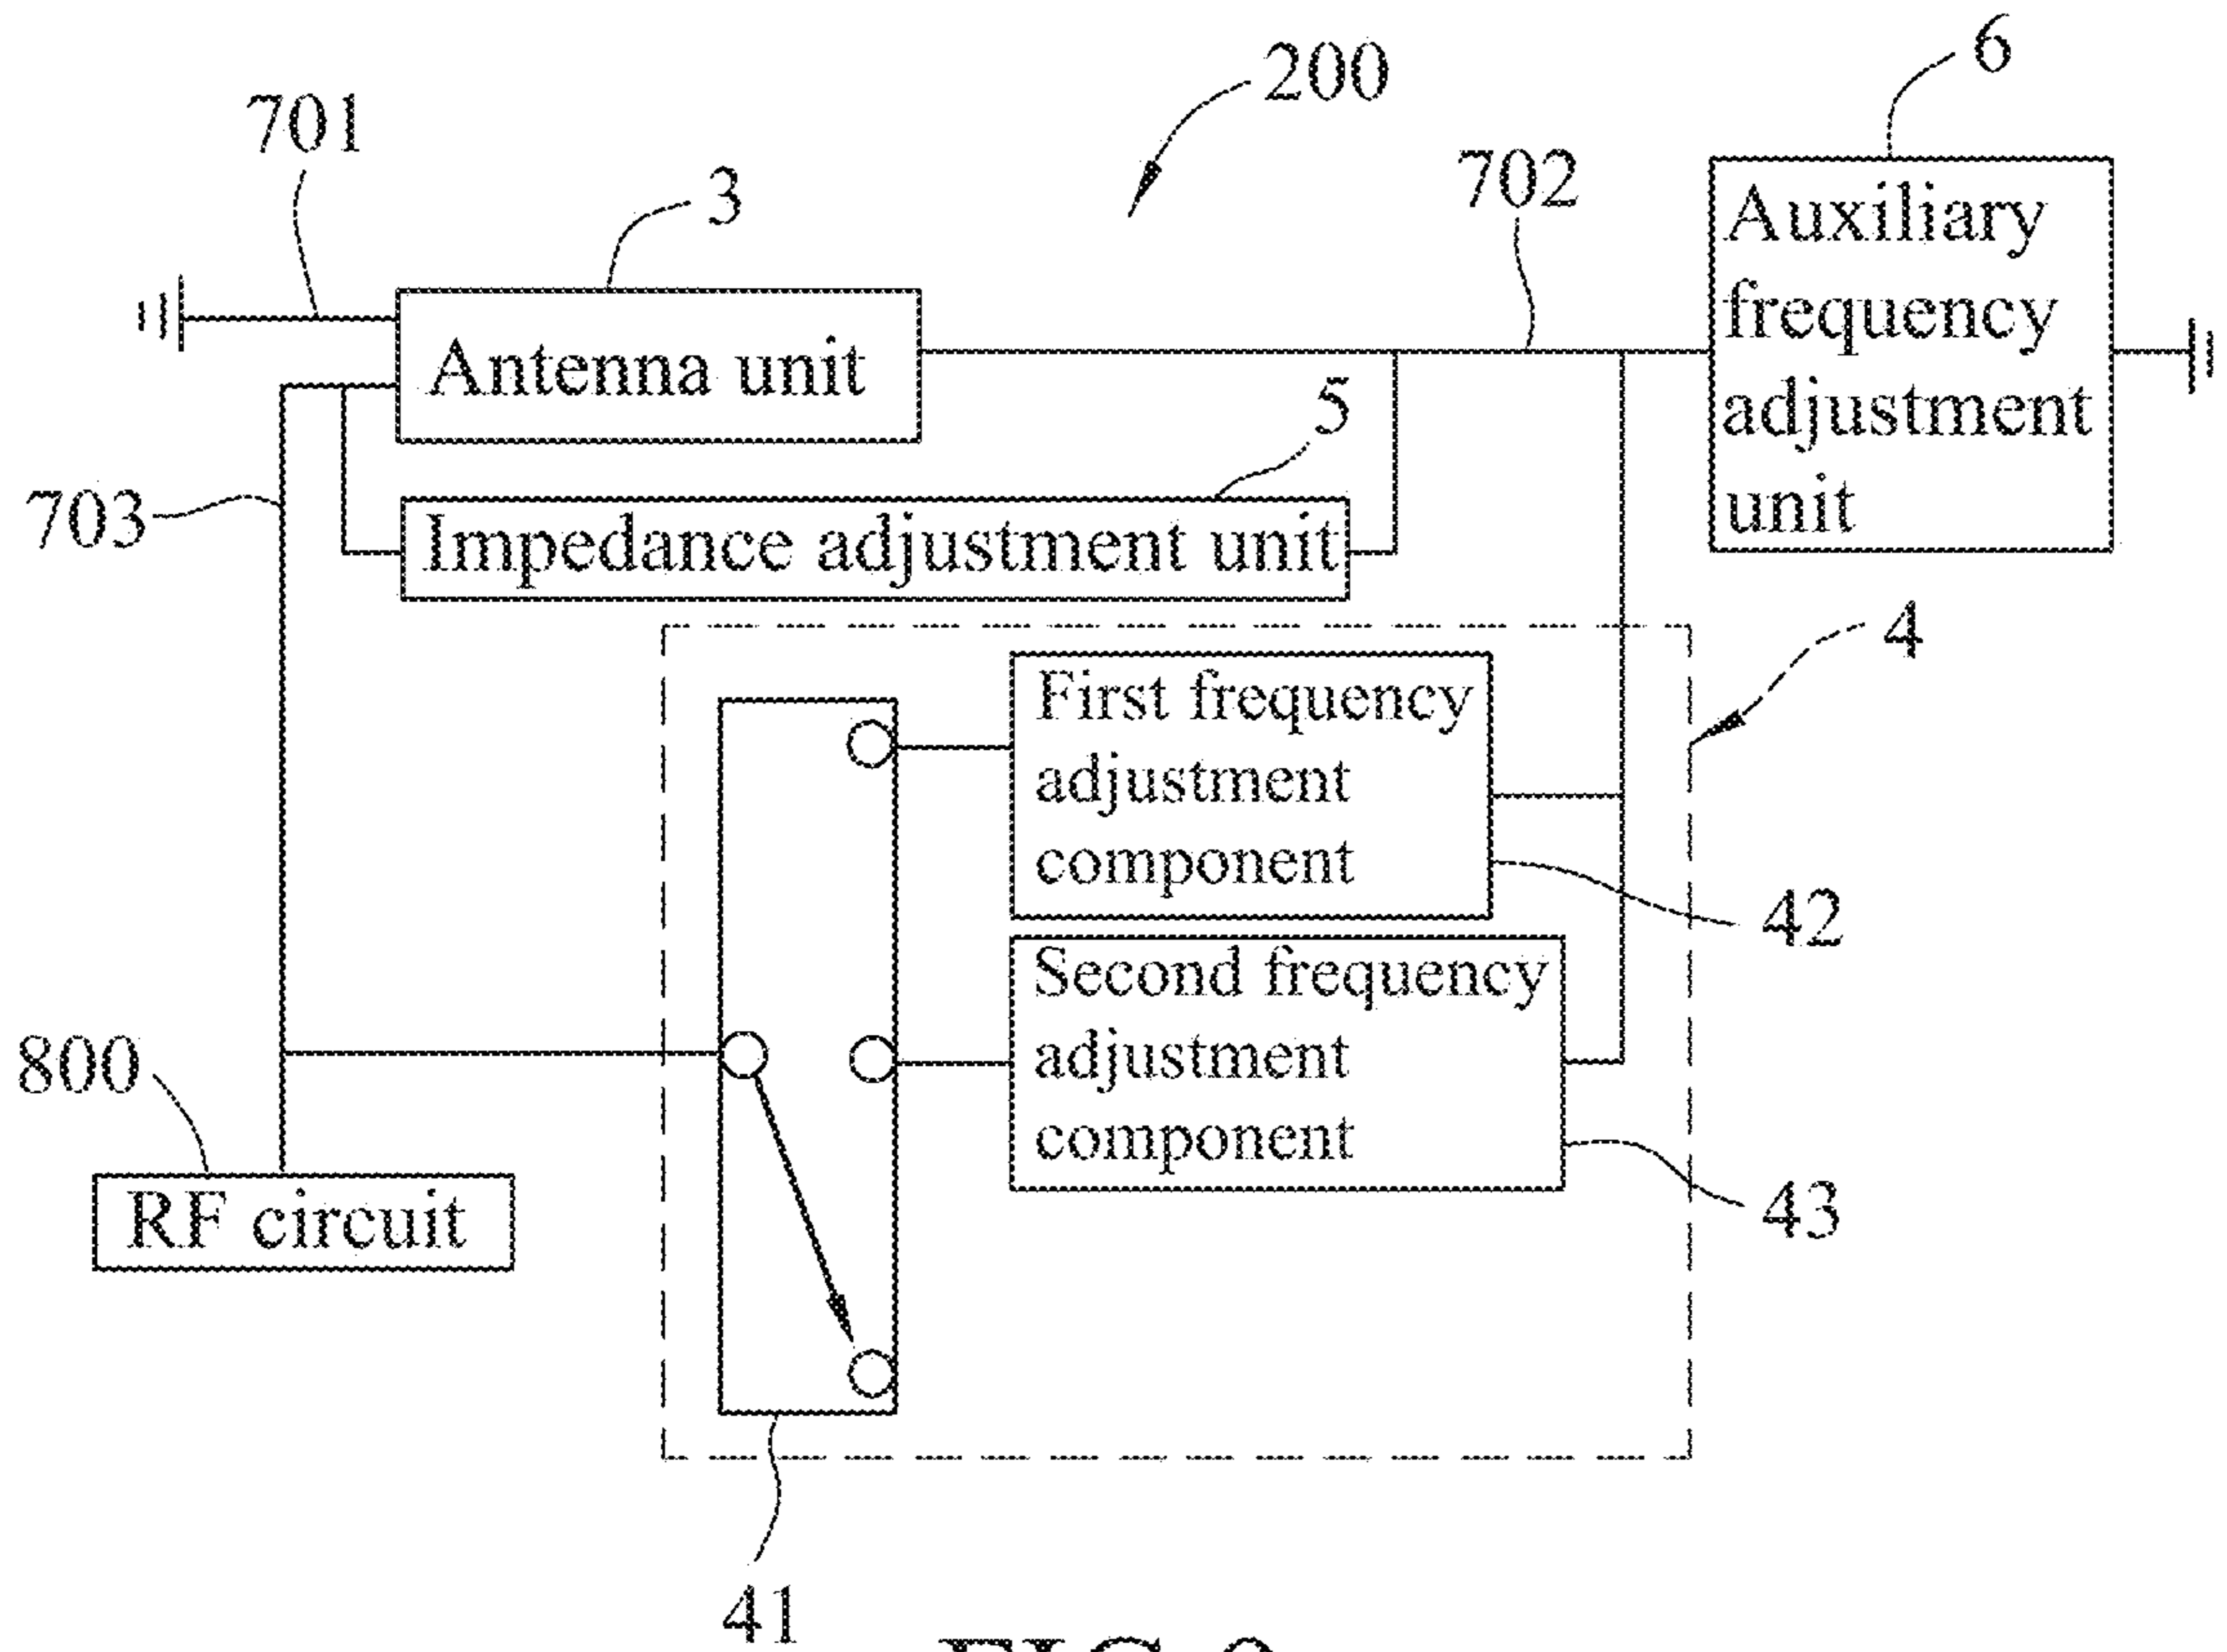 200
6
701
3
702
Auxiliary
frequency
adjustment
unit
Antenna unit
5
703
Impedance adjustment unit
4
First frequency
adjustment
component
42
Second frequency
adjustment
component
43
800
RF circuit
41